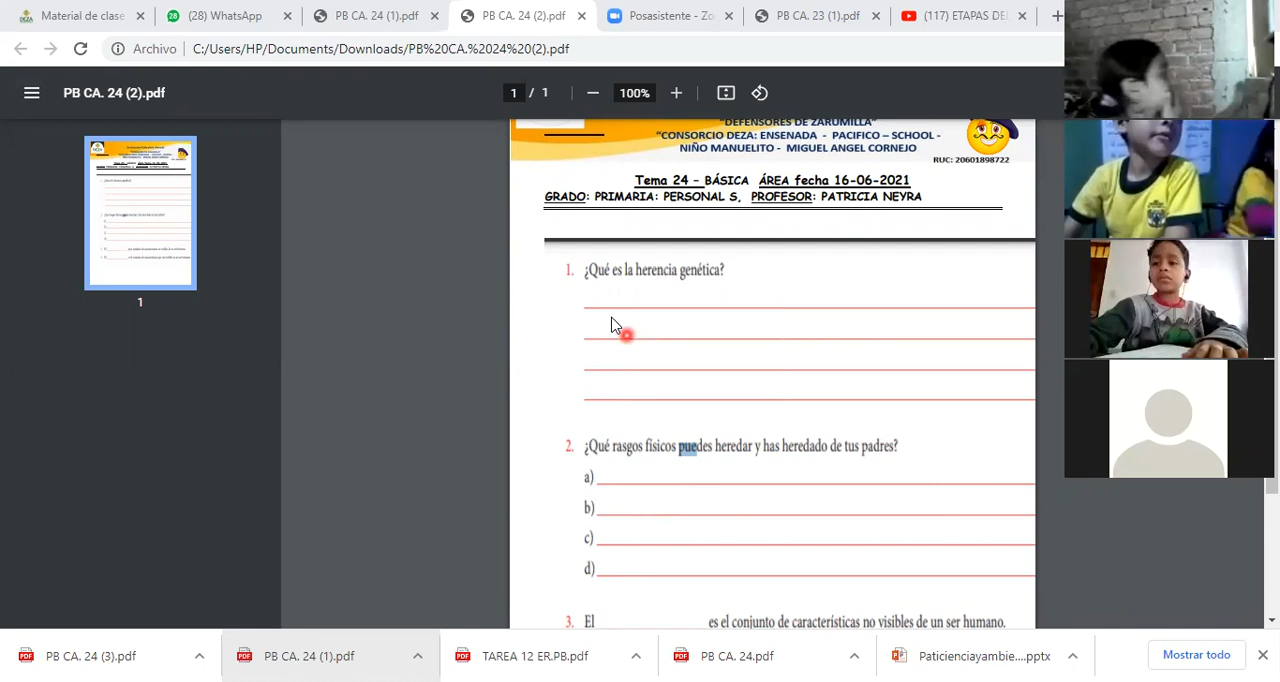 Material de clase
(28) WhatsApp
PB CA. 24 (1).pdf
PB CA. 24 (2).pdf
Posasistente - Zo
PB CA. 23 (1).pdf
(117) ETAPAS DE
Archivo
C:/Users/HP/Documents/Downloads/PB%20CA.%2024%20(2).pdf
PB CA. 24 (2).pdf
1 / 1
100%
"DEFENSORES DE ZARUMILLA"
"CONSORCIO DEZA: ENSENADA - PACIFICO – SCHOOL -
NIÑO MANUELITO - MIGUEL ANGEL CORNEJO
RUC: 20601898722
Tema 24 – BÁSICA ÁREA fecha 16-06-2021
GRADO: PRIMARIA: PERSONAL S, PROFESOR: PATRICIA NEYRA
1. ¿Qué es la herencia genética?
2. ¿Qué rasgos físicos puedes heredar y has heredado de tus padres?
a)
b)
c)
d)
3. El es el conjunto de características no visibles de un ser humano.
1
PB CA. 24 (3).pdf
PB CA. 24 (1).pdf
TAREA 12 ER.PB.pdf
PB CA. 24.pdf
Paticienciayambie....pptx
Mostrar todo